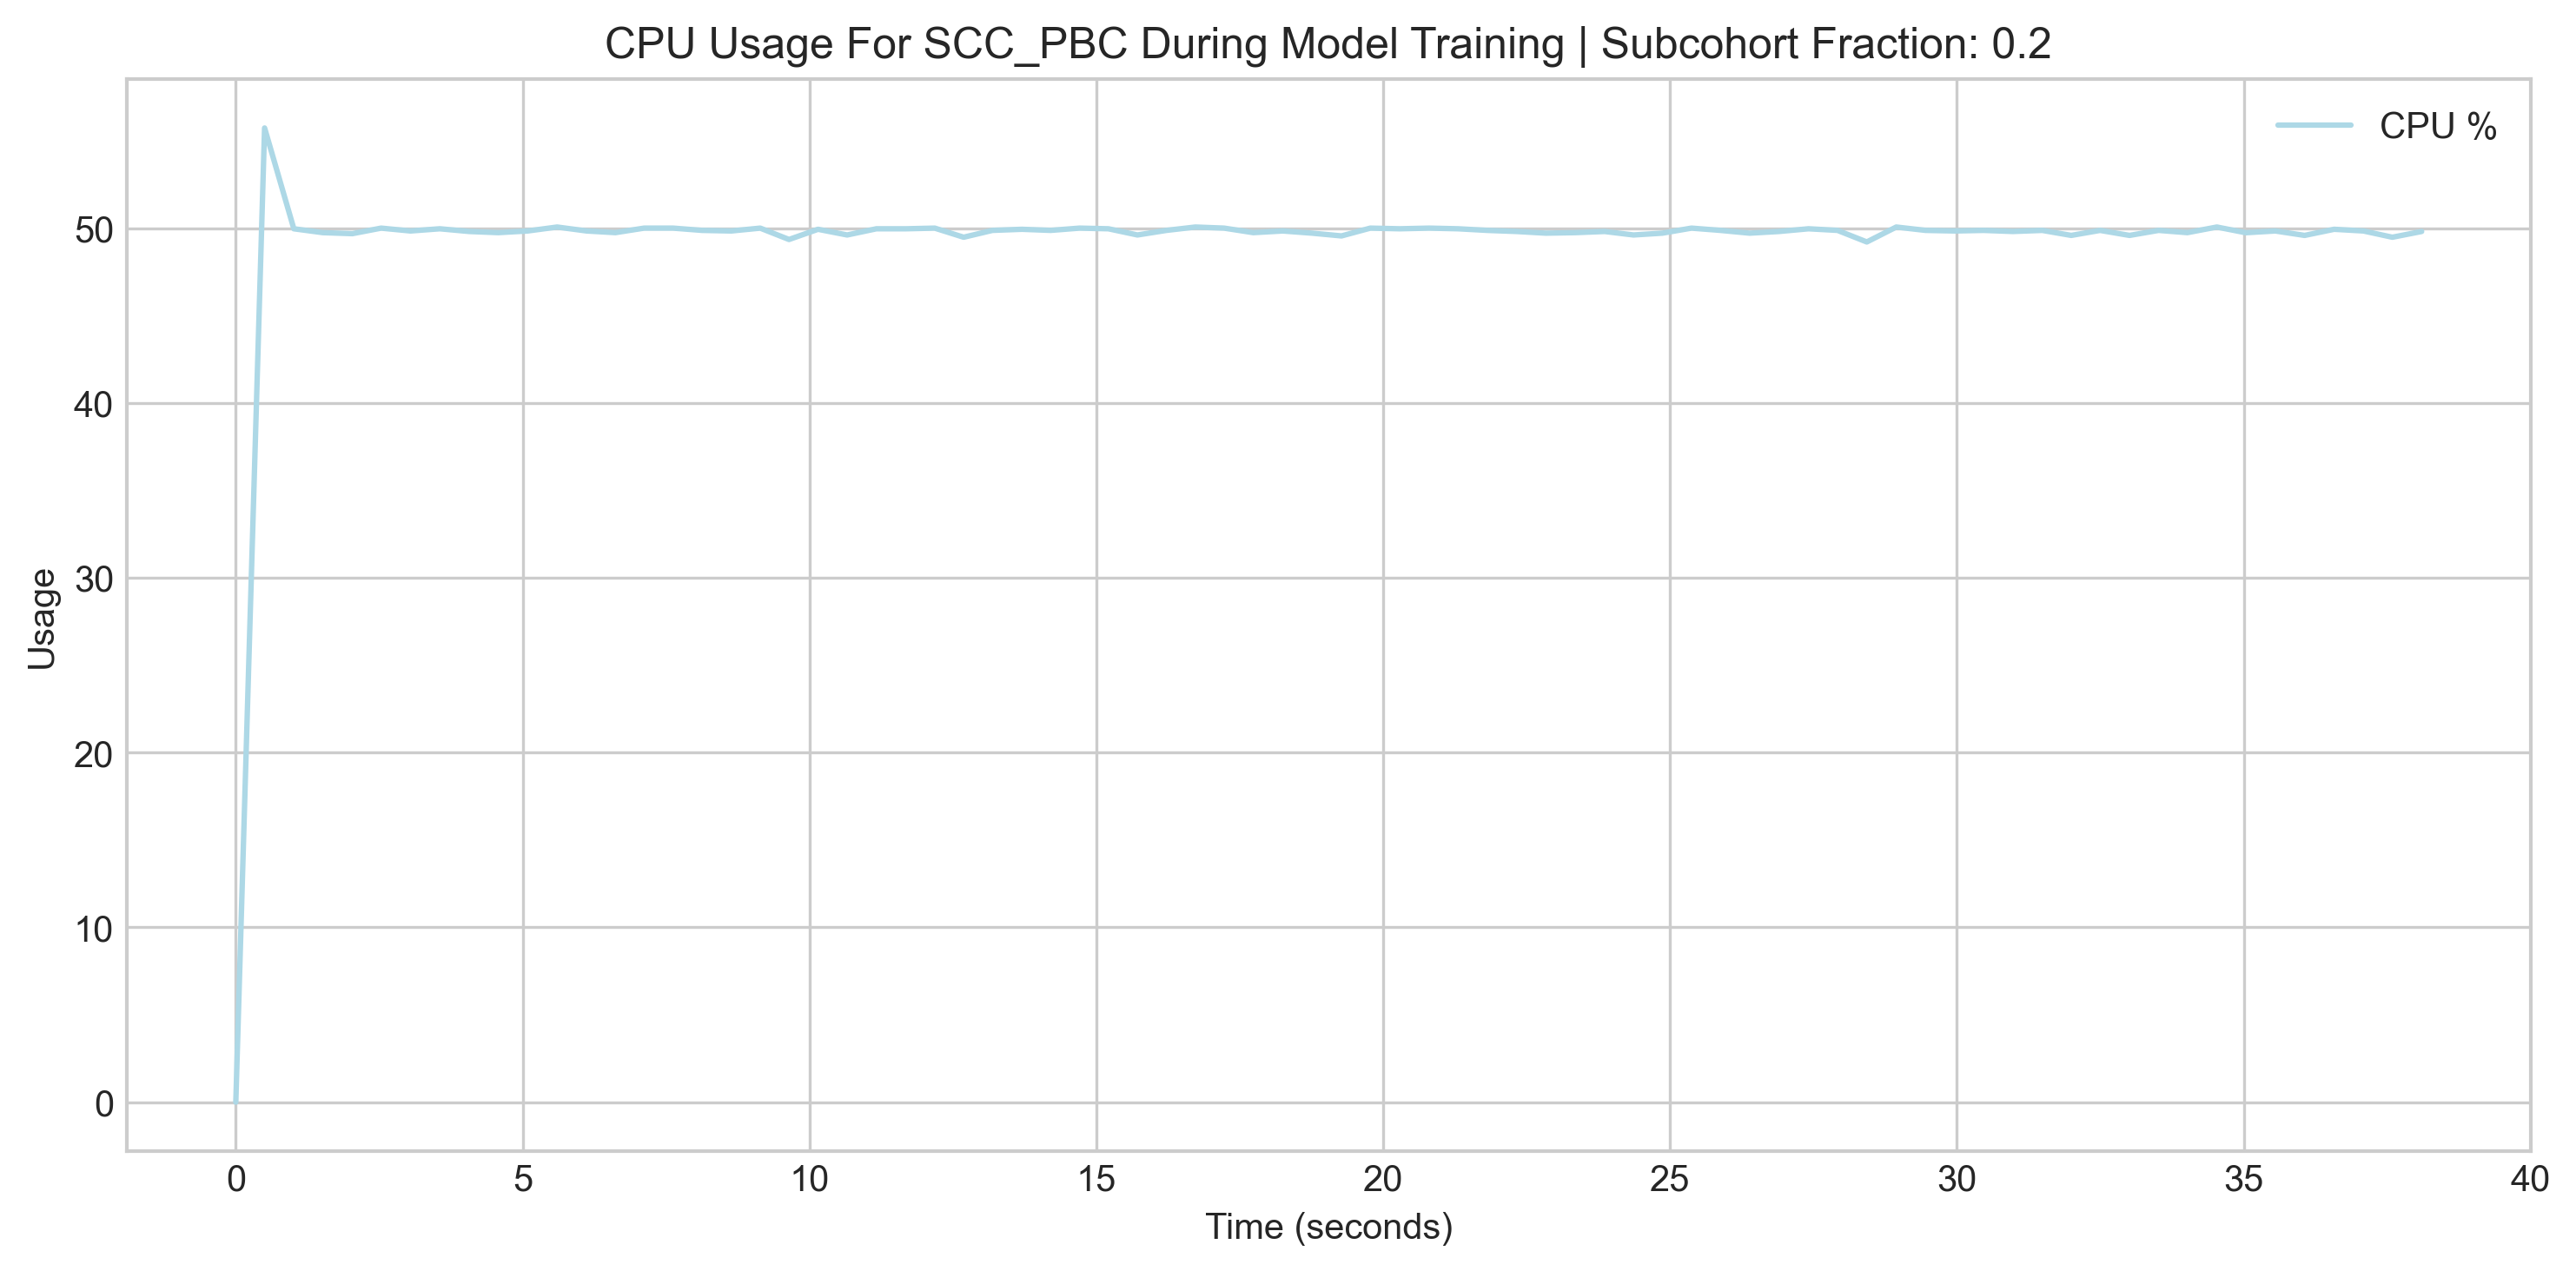 CPU Usage For SCC_PBC During Model Training | Subcohort Fraction: 0.2
CPU %
Usage
50
40
30
20
10
0
0 5 10 15 20 25 30 35 40
Time (seconds)